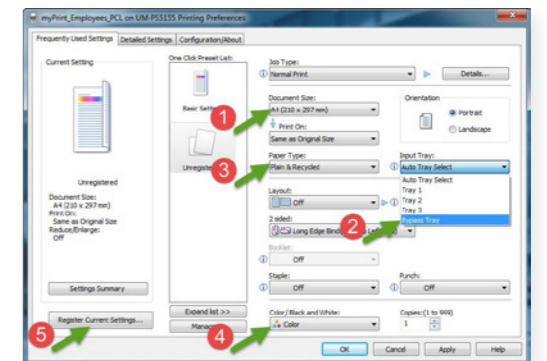 myPrint_Employees_PCL on UM-PS5155 Printing Preferences
Frequently Used Settings Detailed Settings Configuration/About
Current Setting
One Click Preset List:
Job Type:
Normal Print
Details...
Document Size:
Orientation
A4 (210 x 297 mm)
Portrait
1
Basic Setting
Print On:
Landscape
Same as Original Size
3
Paper Type:
Input Tray:
Unregistered
Plain & Recycled
Auto Tray Select
Auto Tray Select
Tray 1
Tray 2
Tray 3
Bypass Tray
Unregistered
Layout:
Off
Document Size:
A4 (210 x 297 mm)
Print On:
Same as Original Size
Reduce/Enlarge:
Off
2 sided:
2
Long Edge Bind
Booklet:
Off
Staple:
Punch:
Settings Summary
Off
Off
Expand list >>
Color/ Black and White:
Copies:(1 to 999)
Register Current Settings...
Manage
Color
1
5
4
OK Cancel Apply Help